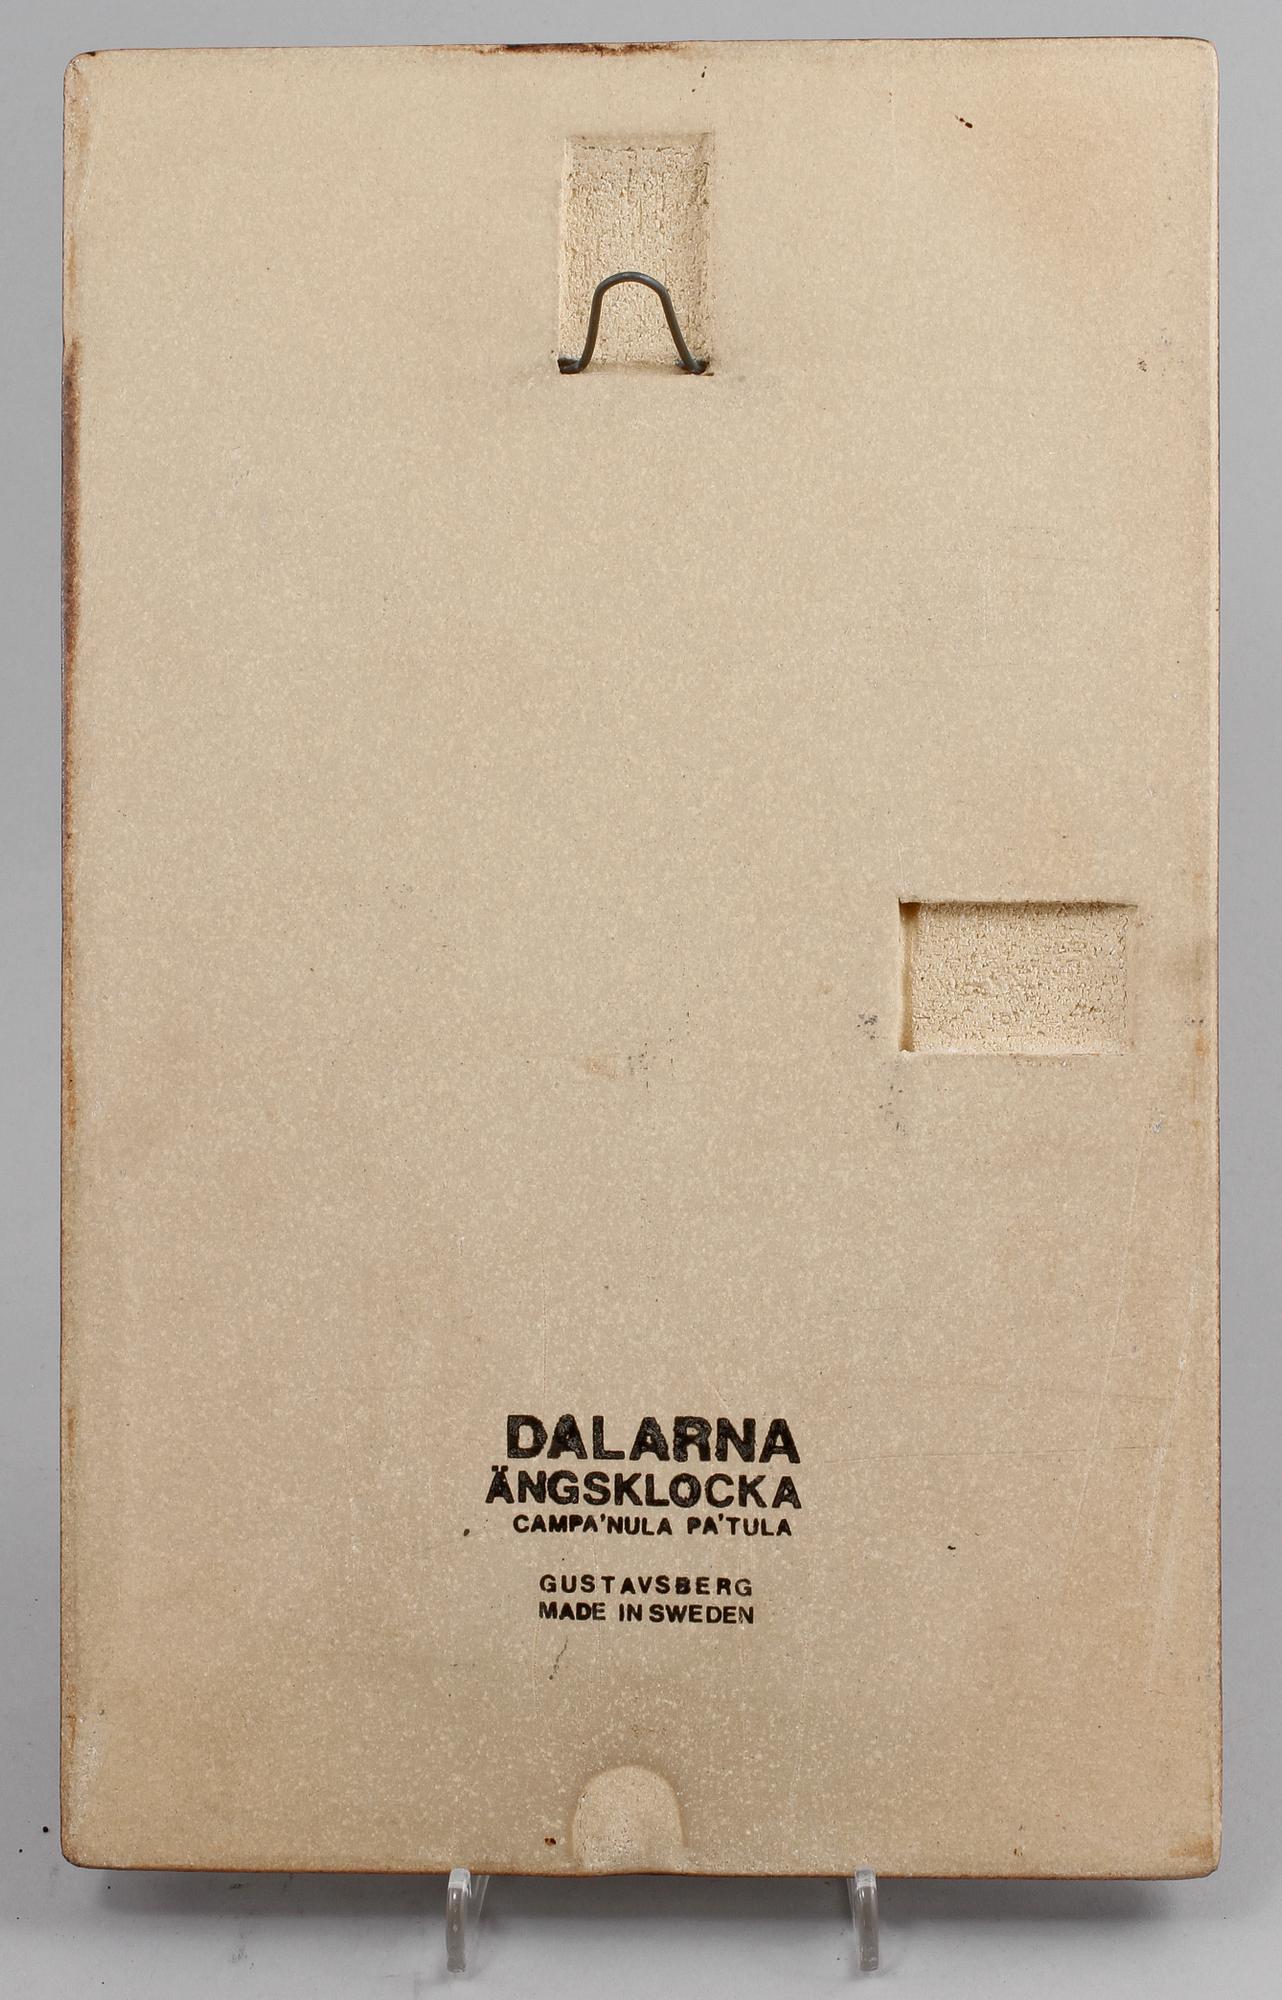 DALARNA
ÄNGSKLOCKA
CAMPA'NULA PA'TULA
GUSTAVSBERG
MADE IN SWEDEN